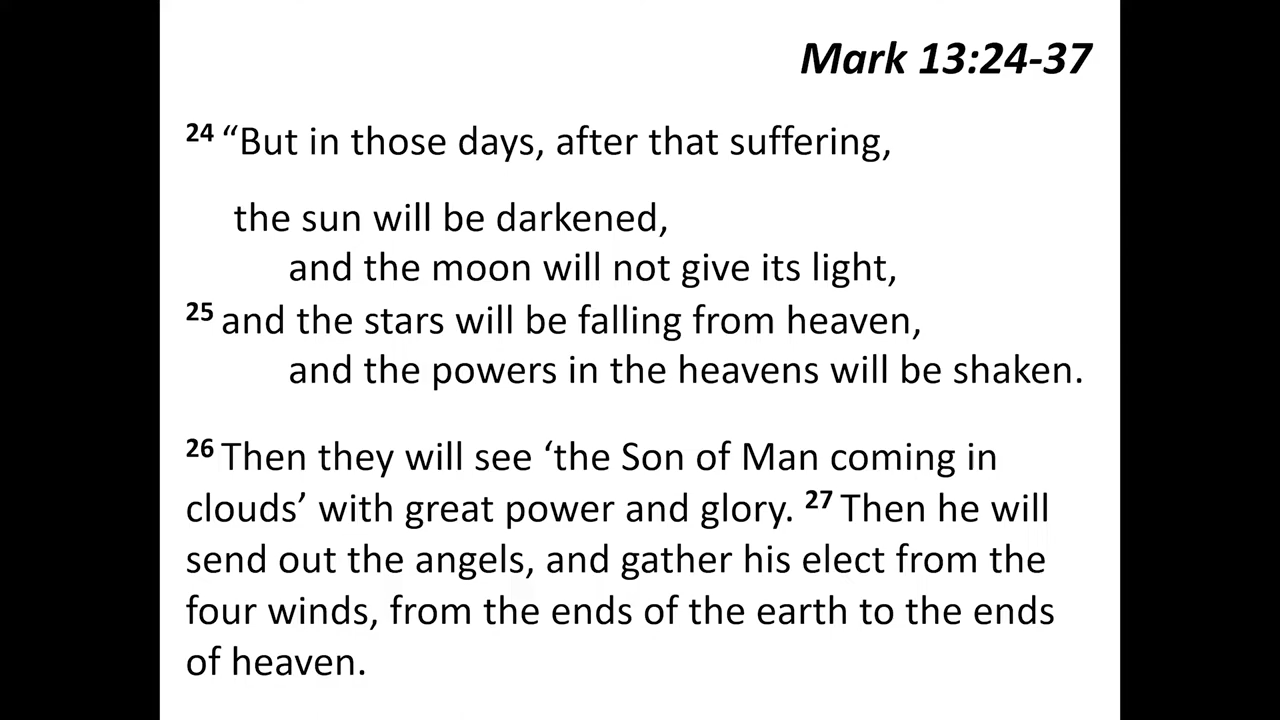 Mark 13:24-37
24 “But in those days, after that suffering,
the sun will be darkened,
and the moon will not give its light,
25 and the stars will be falling from heaven,
and the powers in the heavens will be shaken.
26 Then they will see ‘the Son of Man coming in
clouds’ with great power and glory. 27 Then he will
send out the angels, and gather his elect from the
four winds, from the ends of the earth to the ends
of heaven.